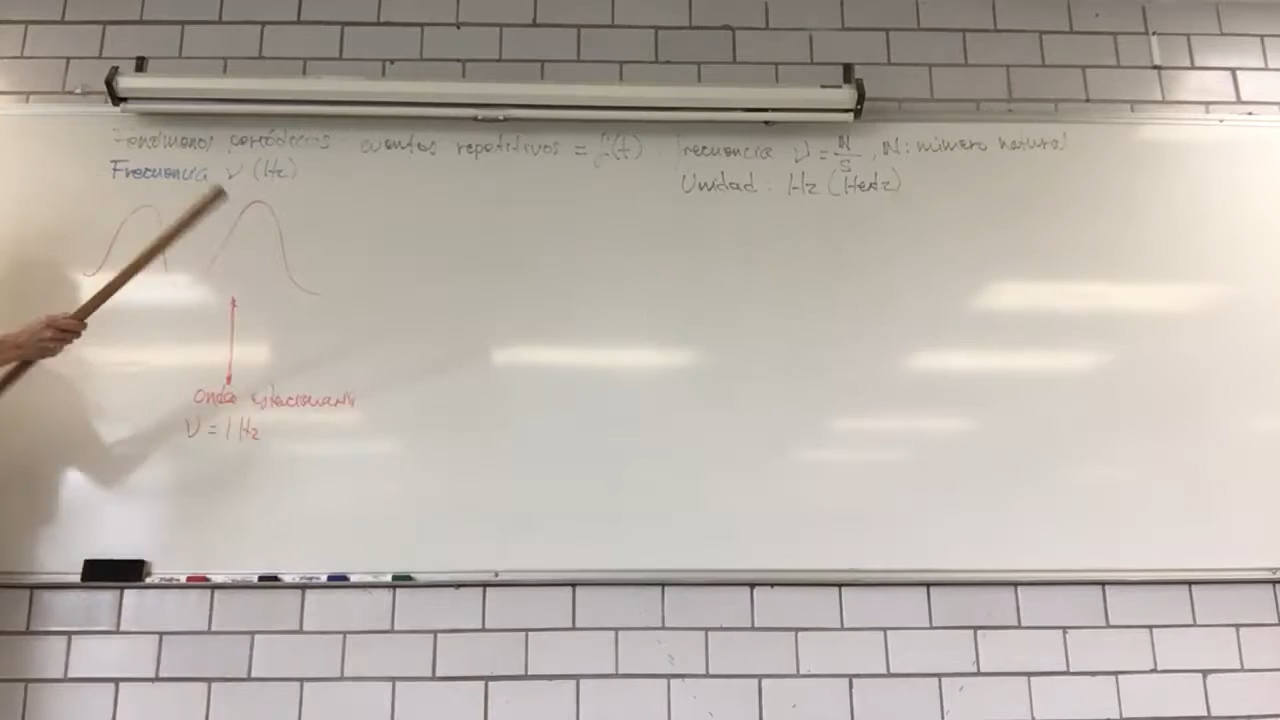 Fenómenos periódicos eventos repetitivos = f(t). Frecuencia ν = N/s, N: número natural
Frecuencia ν (Hz)
Unidad: Hz (Hertz)
Onda estacionaria
ν = 1 Hz